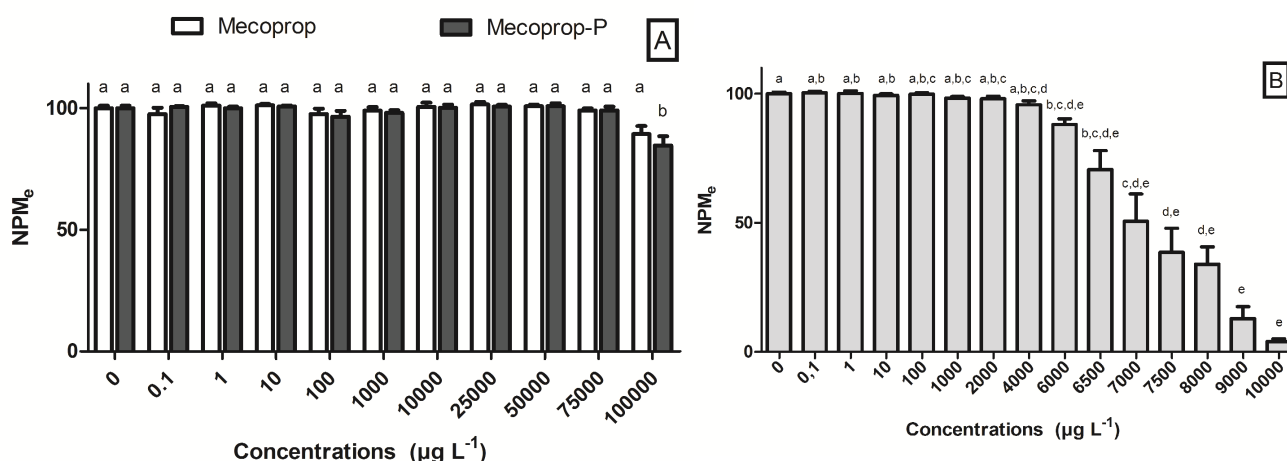 Mecoprop Mecoprop-P A
a a a a a a a a a a a a a a a a a a a a a b
100
50
0
NPMe
0 0.1 1 10 100 1000 10000 25000 50000 75000 100000
Concentrations (µg L-1)
B
a a,b a,b a,b a,b,c a,b,c a,b,c a,b,c,d b,c,d,e b,c,d,e c,d,e d,e d,e e e
100
50
0
NPMe
0 0,1 1 10 100 1000 2000 4000 6000 6500 7000 7500 8000 9000 10000
Concentrations (µg L-1)